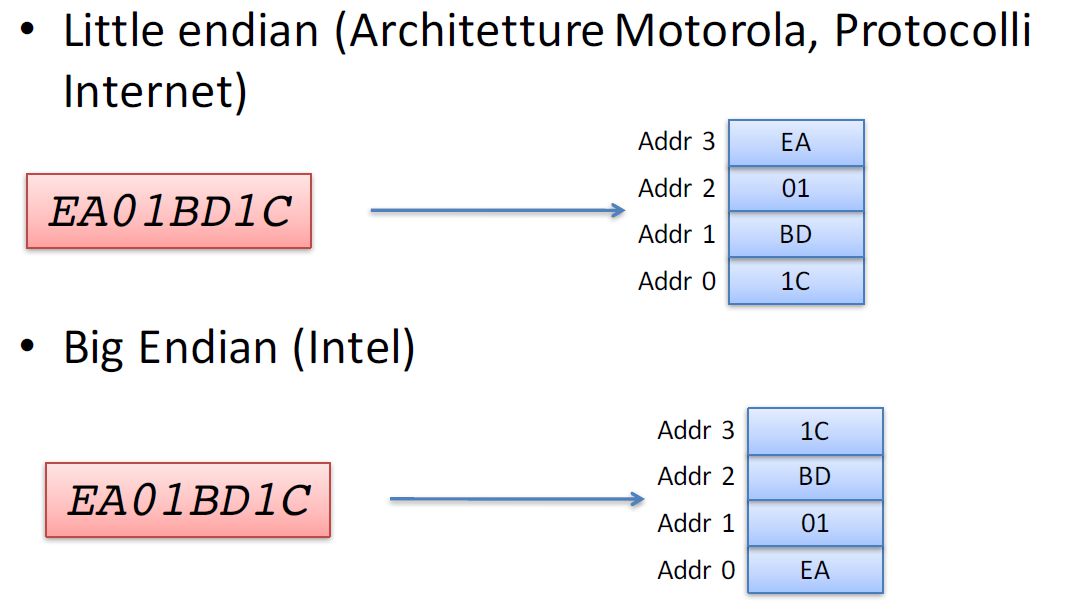 • Little endian (Architetture Motorola, Protocolli
Internet)
EA01BD1C
Addr 3 EA
Addr 2 01
Addr 1 BD
Addr 0 1C
• Big Endian (Intel)
EA01BD1C
Addr 3 1C
Addr 2 BD
Addr 1 01
Addr 0 EA